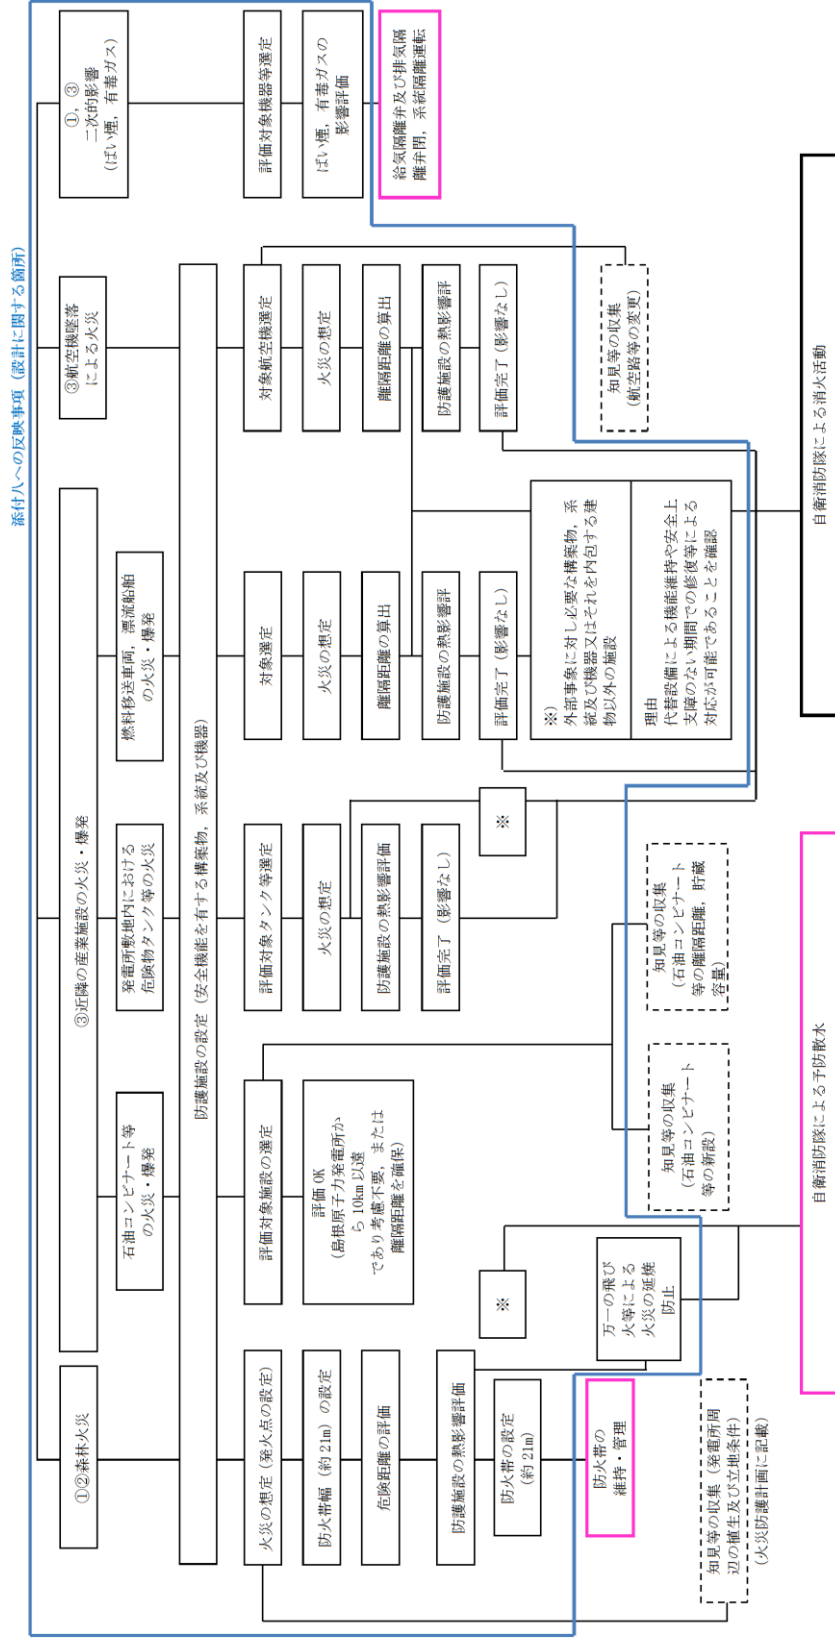 添付八への反映事項（設計に関する箇所）
①②森林火災
③近隣の産業施設の火災・爆発
③航空機墜落
による火災
①，③
二次的影響
（ばい煙，有毒ガス）
石油コンビナート等
の火災・爆発
発電所敷地内における
危険物タンク等の火災
燃料移送車両，漂流船舶
の火災・爆発
防護施設の設定（安全機能を有する構築物，系統及び機器）
火災の想定（発火点の設定）
防火帯幅（約21m）の設定
危険距離の評価
防護施設の熱影響評価
防火帯の設定
（約21m）
防火帯の
維持・管理
知見等の収集（発電所周
辺の植生及び立地条件）
（火災防護計画に記載）
※
万一の飛び
火等による
火災の延焼
防止
評価対象施設の選定
評価OK
（島根原子力発電所か
ら10km以遠
であり考慮不要，または
離隔距離を確保）
知見等の収集
（石油コンビナート
等の新設）
知見等の収集
（石油コンビナート
等の離隔距離，貯蔵
容量）
評価対象タンク等選定
火災の想定
防護施設の熱影響評価
評価完了（影響なし）
※
対象選定
火災の想定
離隔距離の算出
防護施設の熱影響評
評価完了（影響なし）
※）
外部事象に対し必要な構築物，系
統及び機器又はそれを内包する建
物以外の施設
理由
代替設備による機能維持や安全上
支障のない期間での修復等による
対応が可能であることを確認
対象航空機選定
火災の想定
離隔距離の算出
防護施設の熱影響評
評価完了（影響なし）
知見等の収集
（航空路等の変更）
評価対象機器等選定
ばい煙，有毒ガスの
影響評価
給気隔離弁及び排気隔
離弁閉，系統隔離運転
自衛消防隊による予防散水
自衛消防隊による消火活動